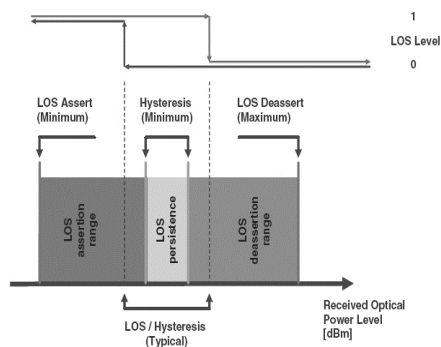 1
LOS Level
0
LOS Assert
(Minimum)
Hysteresis
(Minimum)
LOS Deassert
(Maximum)
LOS
assertion
range
LOS
persistence
LOS
deassertion
range
Received Optical
Power Level
[dBm]
LOS / Hysteresis
(Typical)